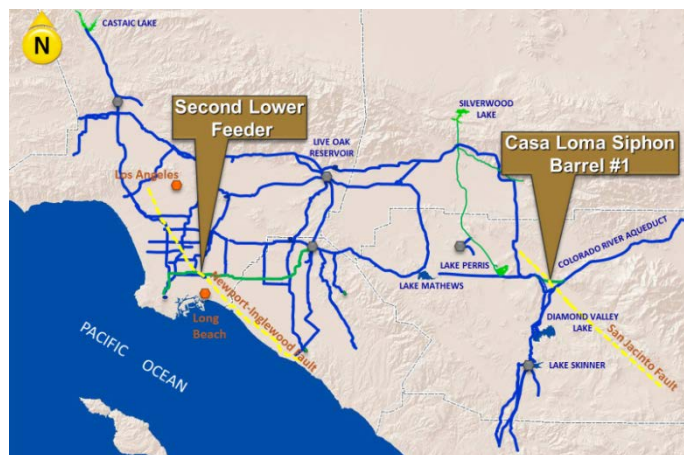 N
CASTAIC LAKE
Second Lower
Feeder
SILVERWOOD
LAKE
LIVE OAK
RESERVOIR
Casa Loma Siphon
Barrel #1
Los Angeles
COLORADO RIVER AQUEDUCT
LAKE PERRIS
LAKE MATHEWS
Newport-Inglewood Fault
Long
Beach
DIAMOND VALLEY
LAKE
San Jacinto Fault
PACIFIC OCEAN
LAKE SKINNER